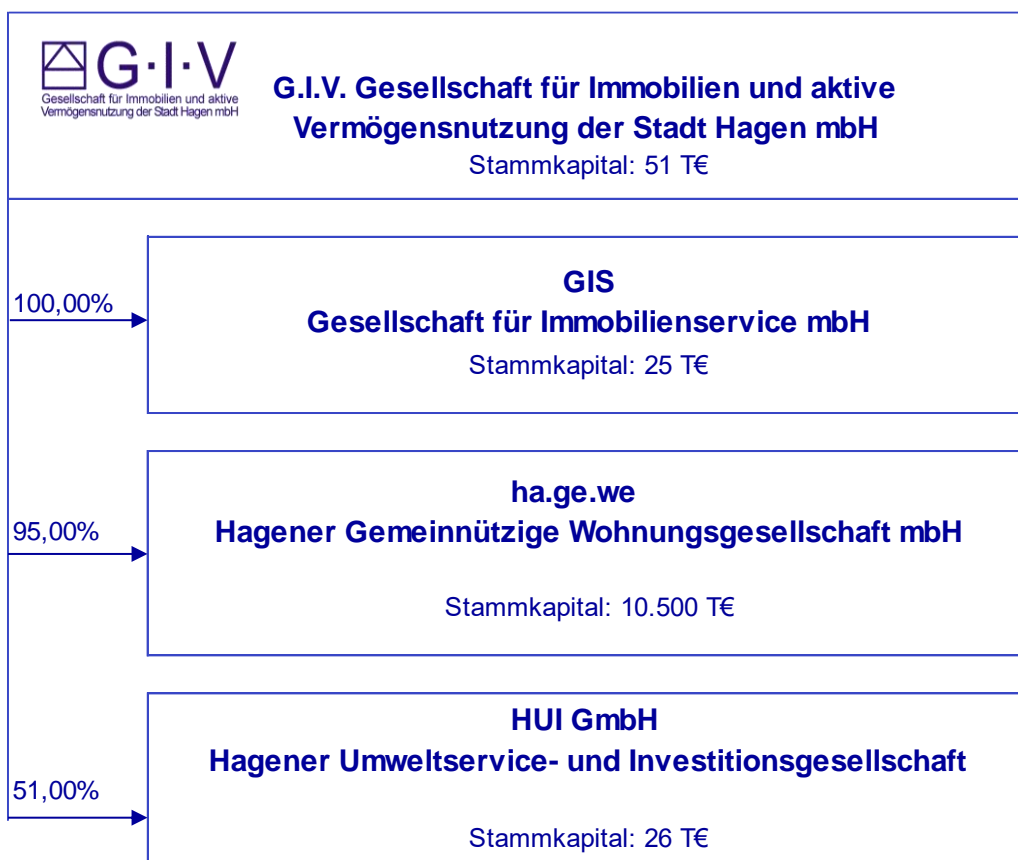 G·I·V
Gesellschaft für Immobilien und aktive
Vermögensnutzung der Stadt Hagen mbH
G.I.V. Gesellschaft für Immobilien und aktive
Vermögensnutzung der Stadt Hagen mbH
Stammkapital: 51 T€
100,00%
GIS
Gesellschaft für Immobilienservice mbH
Stammkapital: 25 T€
95,00%
ha.ge.we
Hagener Gemeinnützige Wohnungsgesellschaft mbH
Stammkapital: 10.500 T€
51,00%
HUI GmbH
Hagener Umweltservice- und Investitionsgesellschaft
Stammkapital: 26 T€